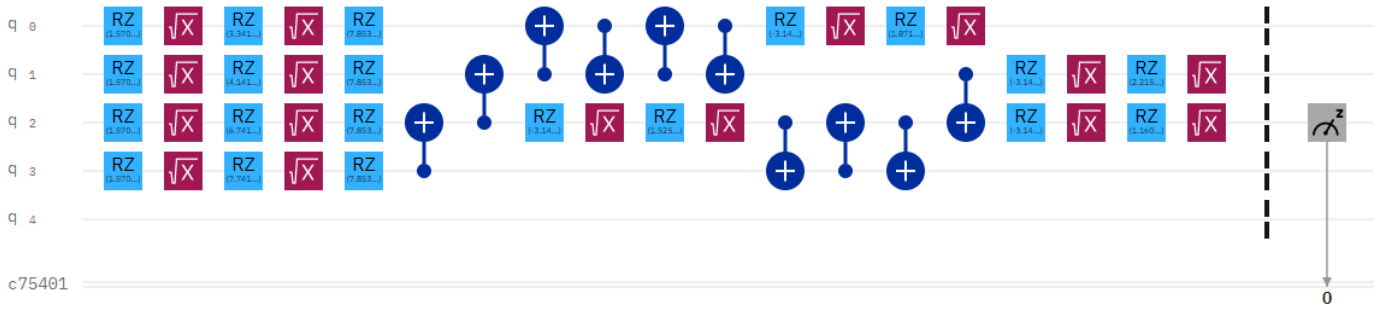 q 0 RZ (1.570...) √X RZ (3.341...) √X RZ (7.853...) RZ (-3.14...) √X RZ (1.871...) √X
q 1 RZ (1.570...) √X RZ (4.141...) √X RZ (7.853...) RZ (-3.14...) √X RZ (2.215...) √X
q 2 RZ (1.570...) √X RZ (6.741...) √X RZ (7.853...) RZ (-3.14...) √X RZ (1.525...) √X RZ (-3.14...) √X RZ (1.160...) √X z
q 3 RZ (1.570...) √X RZ (7.741...) √X RZ (7.853...)
q 4
c75401
0